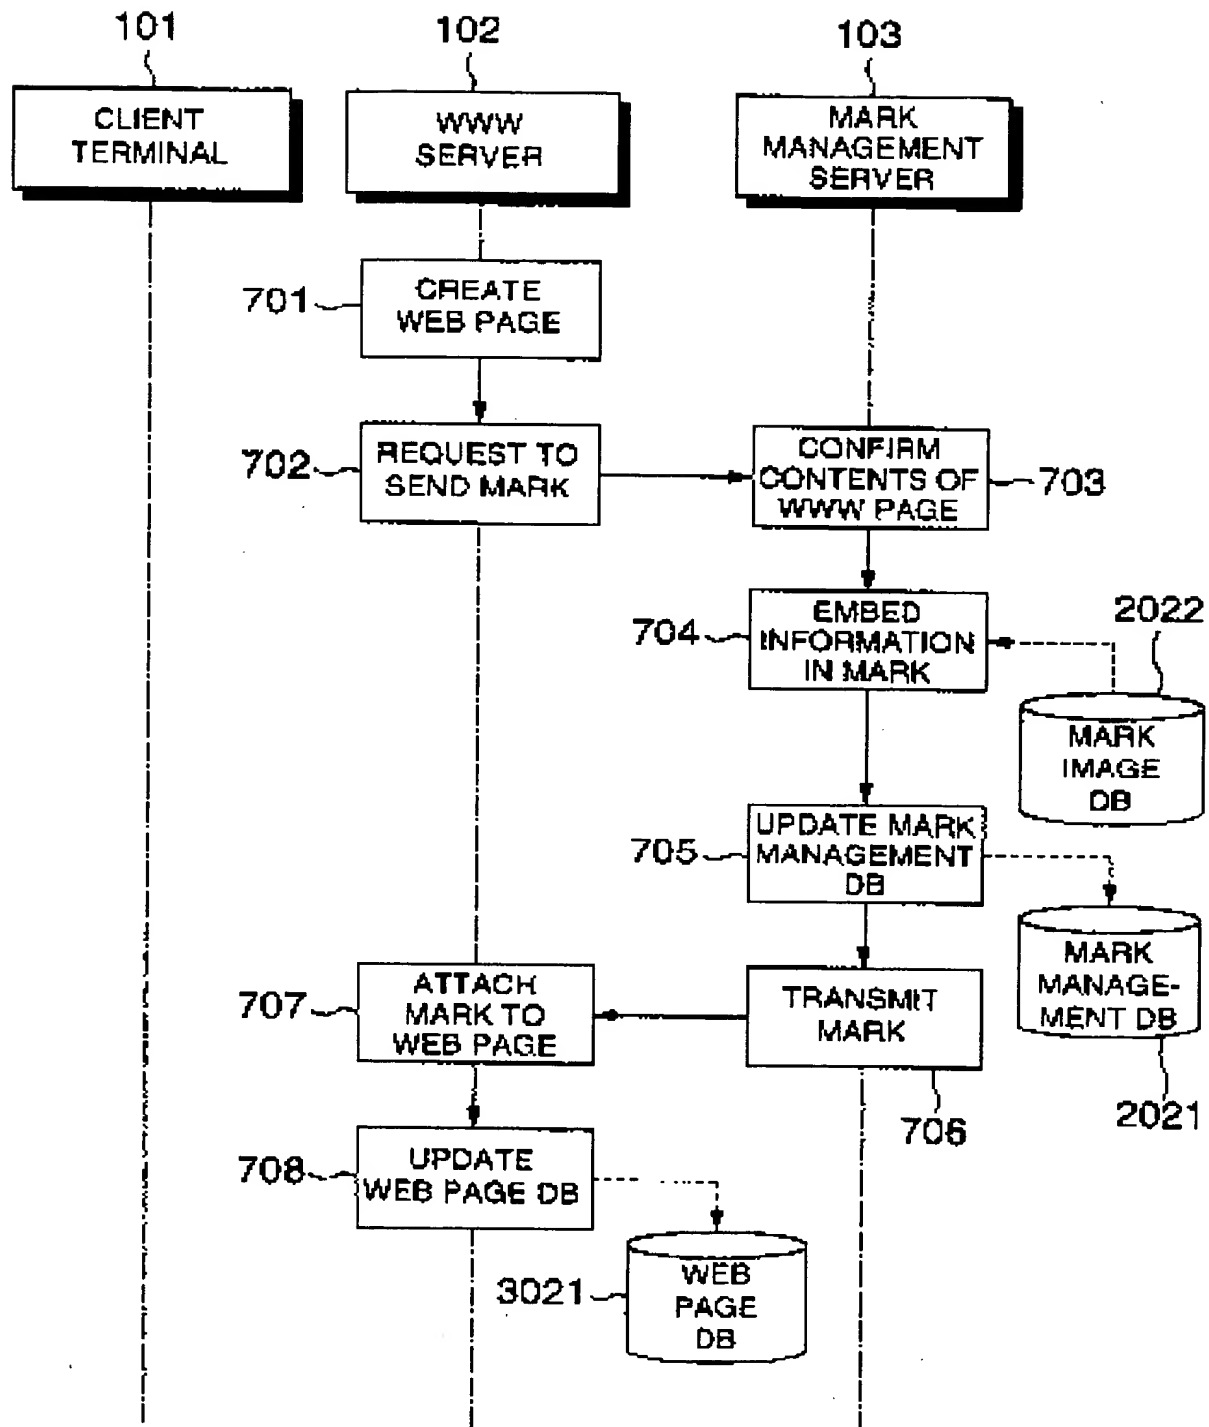 101
102
103
CLIENT
TERMINAL
WWW
SERVER
MARK
MANAGEMENT
SERVER
701
CREATE
WEB PAGE
702
REQUEST TO
SEND MARK
CONFIRM
CONTENTS OF
WWW PAGE
703
704
EMBED
INFORMATION
IN MARK
2022
MARK
IMAGE
DB
705
UPDATE MARK
MANAGEMENT
DB
MARK
MANAGE-
MENT DB
2021
707
ATTACH
MARK TO
WEB PAGE
TRANSMIT
MARK
706
708
UPDATE
WEB PAGE DB
3021
WEB
PAGE
DB